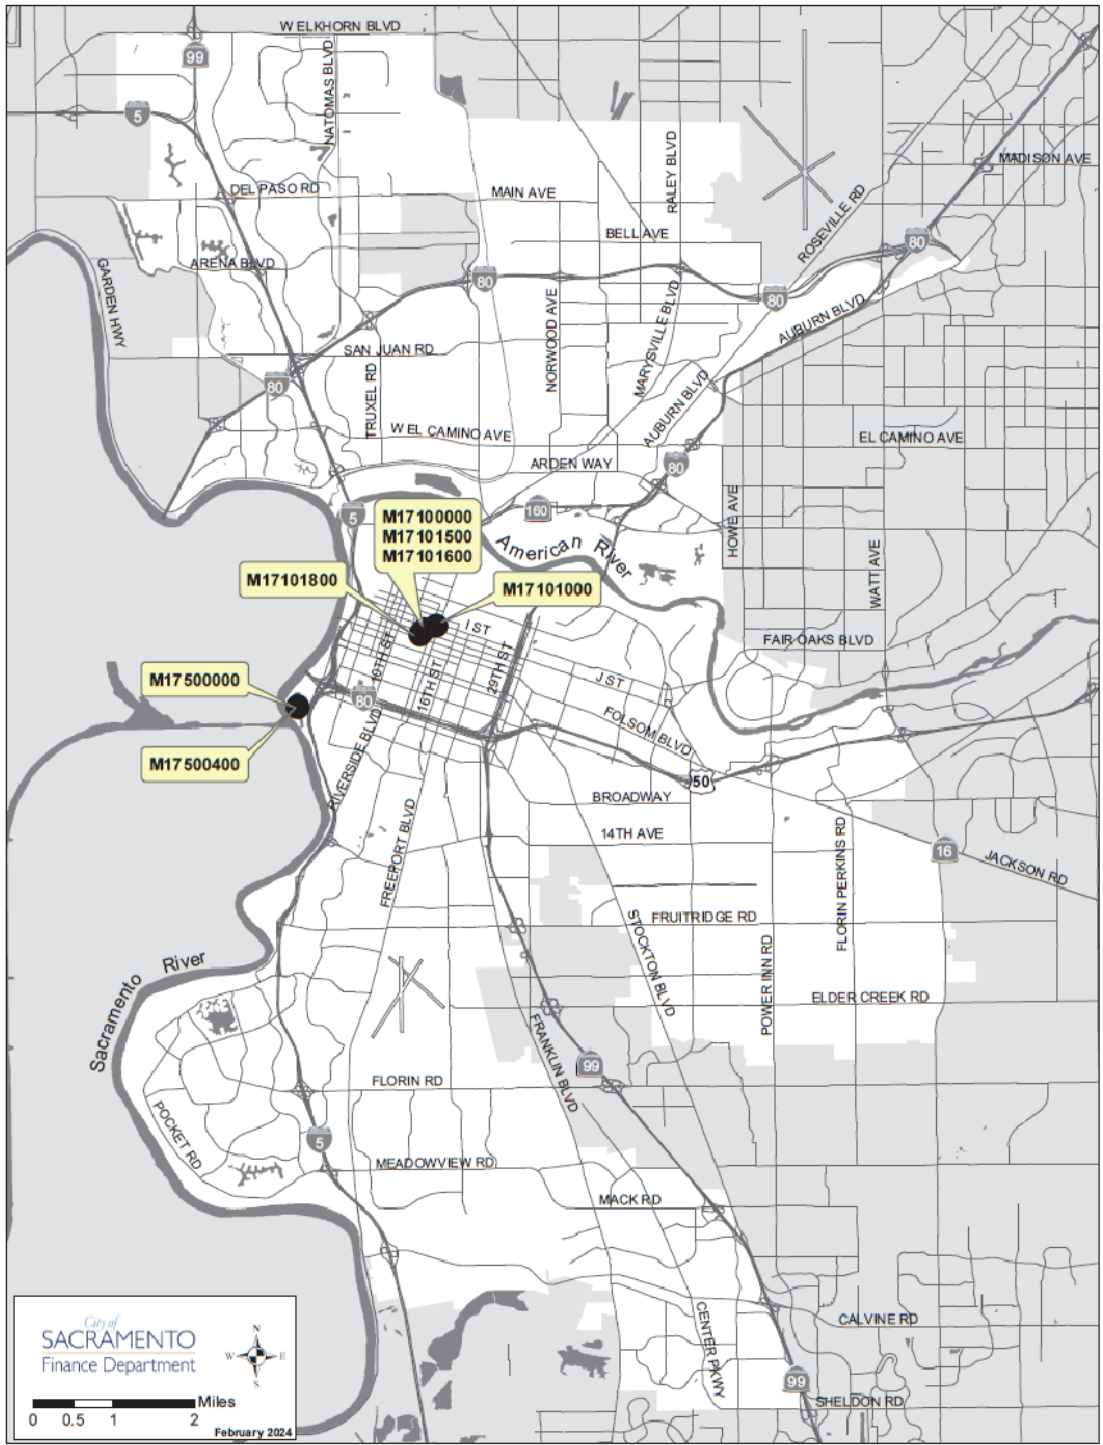 W ELKHORN BLVD
99
NATOMAS BLVD
5
RALEY BLVD
MADISON AVE
DEL PASO RD
MAIN AVE
ROSEVILLE RD
BELL AVE
80
ARENA BLVD
GARDEN HWY
80
80
NORWOOD AVE
MARYSVILLE BLVD
AUBURN BLVD
SAN JUAN RD
80
TRUXEL RD
AUBURN BLVD
W EL CAMINO AVE
EL CAMINO AVE
ARDEN WAY
80
HOWE AVE
160
5
M17100000
M17101500
M17101600
American River
WATT AVE
M17101800
M17101000
I ST
FAIR OAKS BLVD
10TH ST
16TH ST
29TH ST
J ST
M17500000
80
FOLSOM BLVD
RIVERSIDE BLVD
M17500400
50
BROADWAY
14TH AVE
FREEPORT BLVD
FLORIN PERKINS RD
16
JACKSON RD
STOCKTON BLVD
FRUITRIDGE RD
POWER INN RD
Sacramento River
ELDER CREEK RD
FRANKLIN BLVD
99
FLORIN RD
POCKET RD
5
MEADOWVIEW RD
MACK RD
CENTER PKWY
CALVINE RD
99
SHELDON RD
City of
SACRAMENTO
Finance Department
N
W E
S
Miles
0 0.5 1 2
February 2024